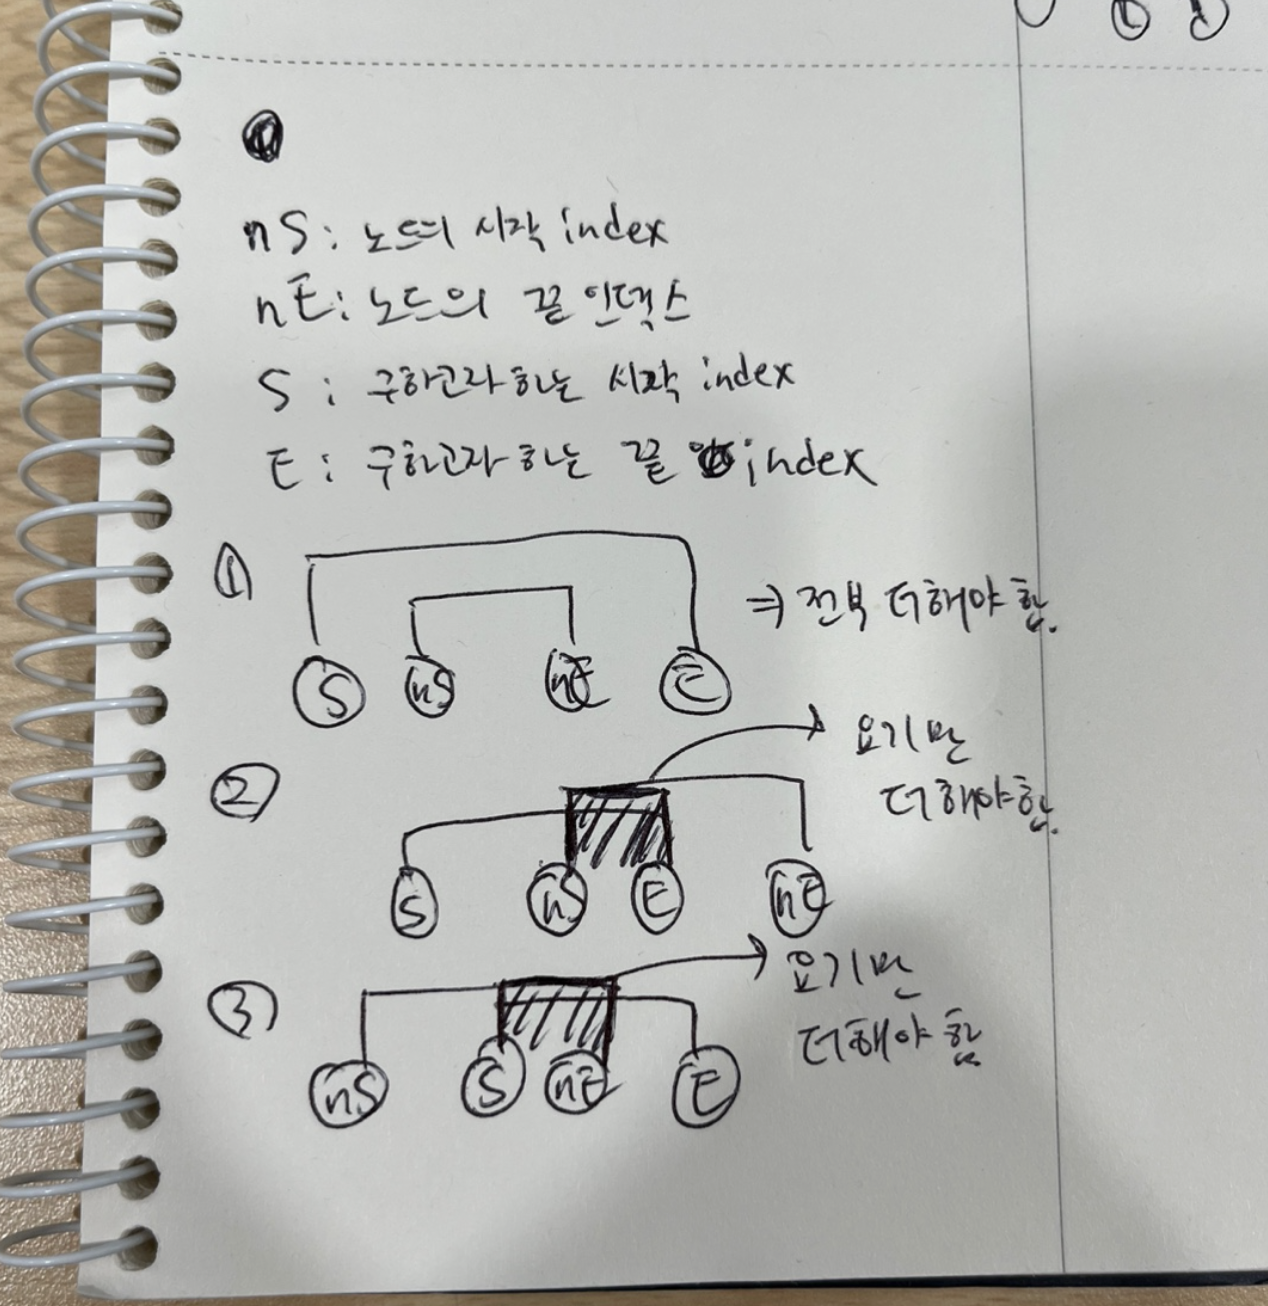 nS: 노드의 시작 index
nE: 노드의 끝 인덱스
S : 구하고자 하는 시작 index
E : 구하고자 하는 끝 index
① ⇒ 전부 더해야 함.
S nS nE E
② 요기만
더해야함.
S nS E nE
③ 요기만
더해야 함
nS S nE E